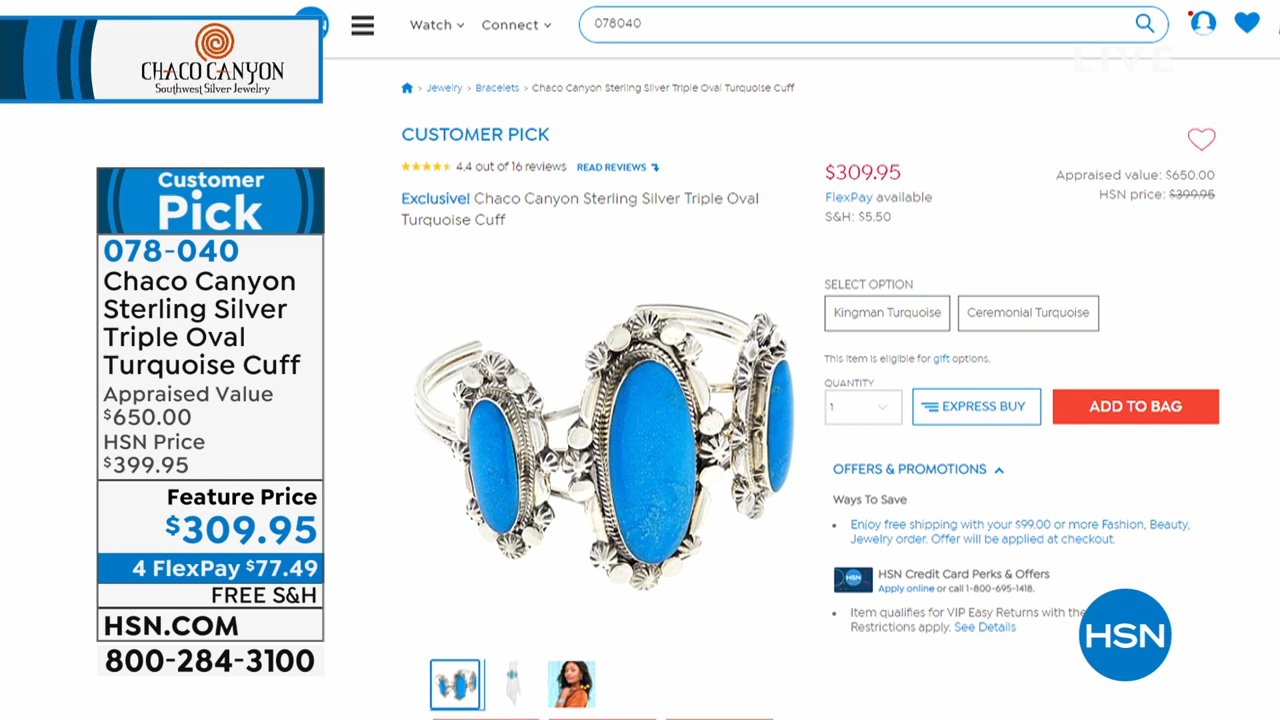 CHACO CANYON
Southwest Silver Jewelry
Customer
Pick
078-040
Chaco Canyon
Sterling Silver
Triple Oval
Turquoise Cuff
Appraised Value
$650.00
HSN Price
$399.95
Feature Price
$309.95
4 FlexPay $77.49
FREE S&H
HSN.COM
800-284-3100
Watch
Connect
078040
LIVE
> Jewelry > Bracelets > Chaco Canyon Sterling Silver Triple Oval Turquoise Cuff
CUSTOMER PICK
4.4 out of 16 reviews READ REVIEWS
Exclusive! Chaco Canyon Sterling Silver Triple Oval
Turquoise Cuff
$309.95
FlexPay available
S&H: $5.50
Appraised value: $650.00
HSN price: $399.95
SELECT OPTION
Kingman Turquoise
Ceremonial Turquoise
This item is eligible for gift options.
QUANTITY
1
EXPRESS BUY
ADD TO BAG
OFFERS & PROMOTIONS
Ways To Save
• Enjoy free shipping with your $99.00 or more Fashion, Beauty,
Jewelry order. Offer will be applied at checkout.
HSN
HSN Credit Card Perks & Offers
Apply online or call 1-800-695-1418.
• Item qualifies for VIP Easy Returns with the
Restrictions apply. See Details
HSN